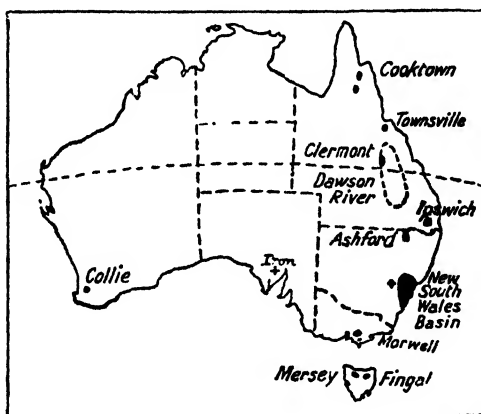 Cooktown
Townsville
Clermont
Dawson
River
Ipswich
Ashford
Iron
Collie
New
South
Wales
Basin
Morwell
Mersey
Fingal